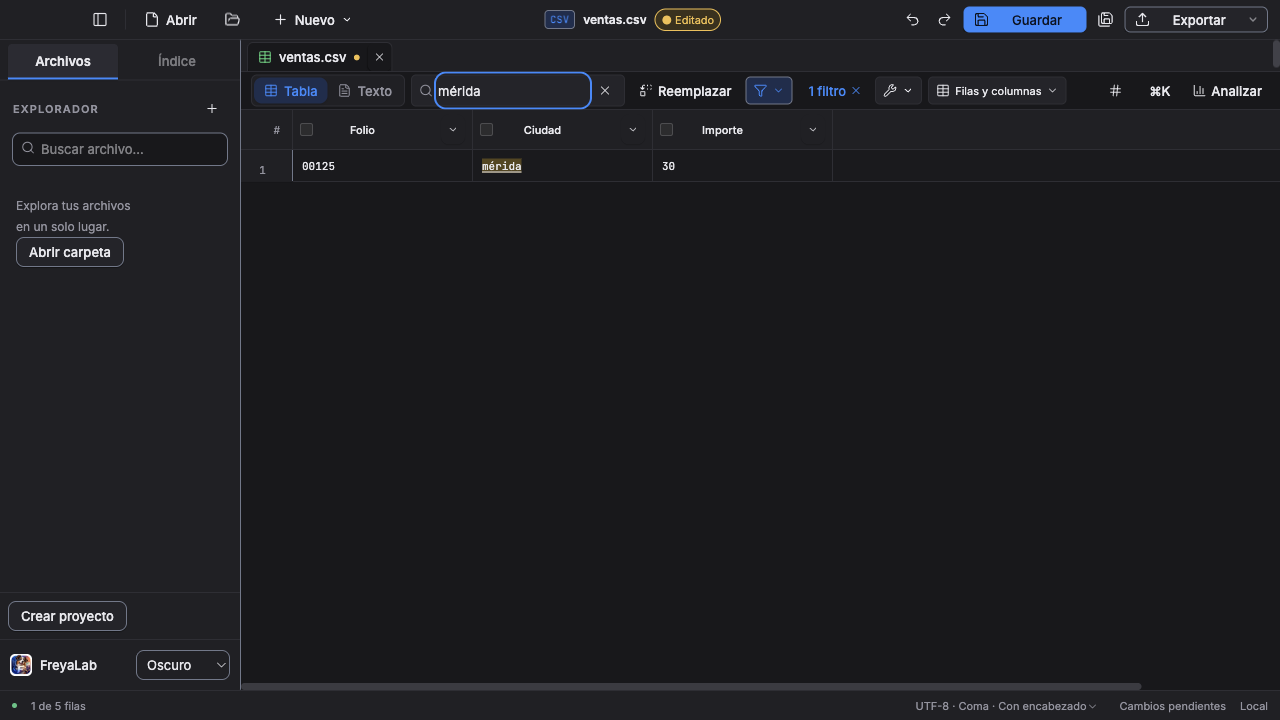 Abrir
Nuevo
CSV ventas.csv Editado
Guardar
Exportar
Archivos Índice
ventas.csv
Tabla Texto mérida Reemplazar 1 filtro Filas y columnas # ⌘K Analizar
EXPLORADOR
Buscar archivo...
# Folio Ciudad Importe
1 00125 mérida 30
Explora tus archivos
en un solo lugar.
Abrir carpeta
Crear proyecto
FreyaLab Oscuro
1 de 5 filas UTF-8 · Coma · Con encabezado Cambios pendientes Local